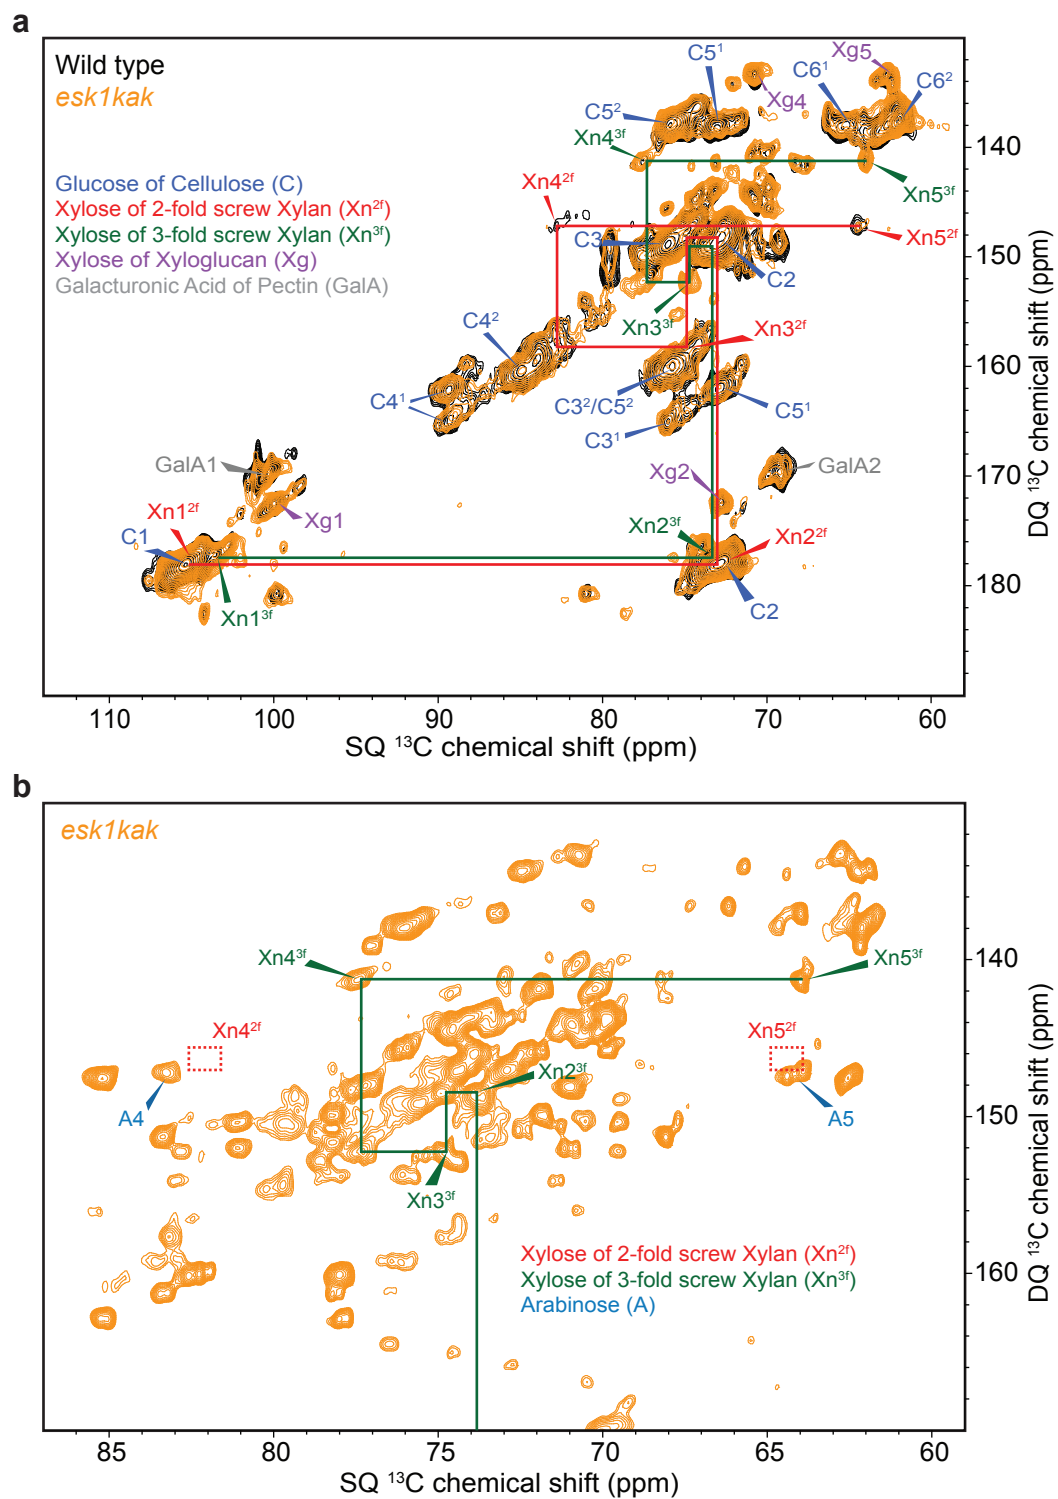 a
Wild type
esk1kak
Glucose of Cellulose (C)
Xylose of 2-fold screw Xylan (Xn²ᶠ)
Xylose of 3-fold screw Xylan (Xn³ᶠ)
Xylose of Xyloglucan (Xg)
Galacturonic Acid of Pectin (GalA)
C5¹
Xg5
C6¹
C6²
Xg4
C5²
Xn4³ᶠ
Xn5³ᶠ
Xn4²ᶠ
Xn5²ᶠ
C3
C2
Xn3³ᶠ
Xn3²ᶠ
C4²
C4¹
C3²/C5²
C5¹
C3¹
GalA1
Xg2
GalA2
Xg1
Xn1²ᶠ
C1
Xn2³ᶠ
Xn2²ᶠ
C2
Xn1³ᶠ
140
150
160
170
180
DQ ¹³C chemical shift (ppm)
110 100 90 80 70 60
SQ ¹³C chemical shift (ppm)
b
esk1kak
Xn4³ᶠ
Xn5³ᶠ
Xn4²ᶠ
Xn5²ᶠ
Xn2³ᶠ
A4
A5
Xn3³ᶠ
Xylose of 2-fold screw Xylan (Xn²ᶠ)
Xylose of 3-fold screw Xylan (Xn³ᶠ)
Arabinose (A)
140
150
160
DQ ¹³C chemical shift (ppm)
85 80 75 70 65 60
SQ ¹³C chemical shift (ppm)